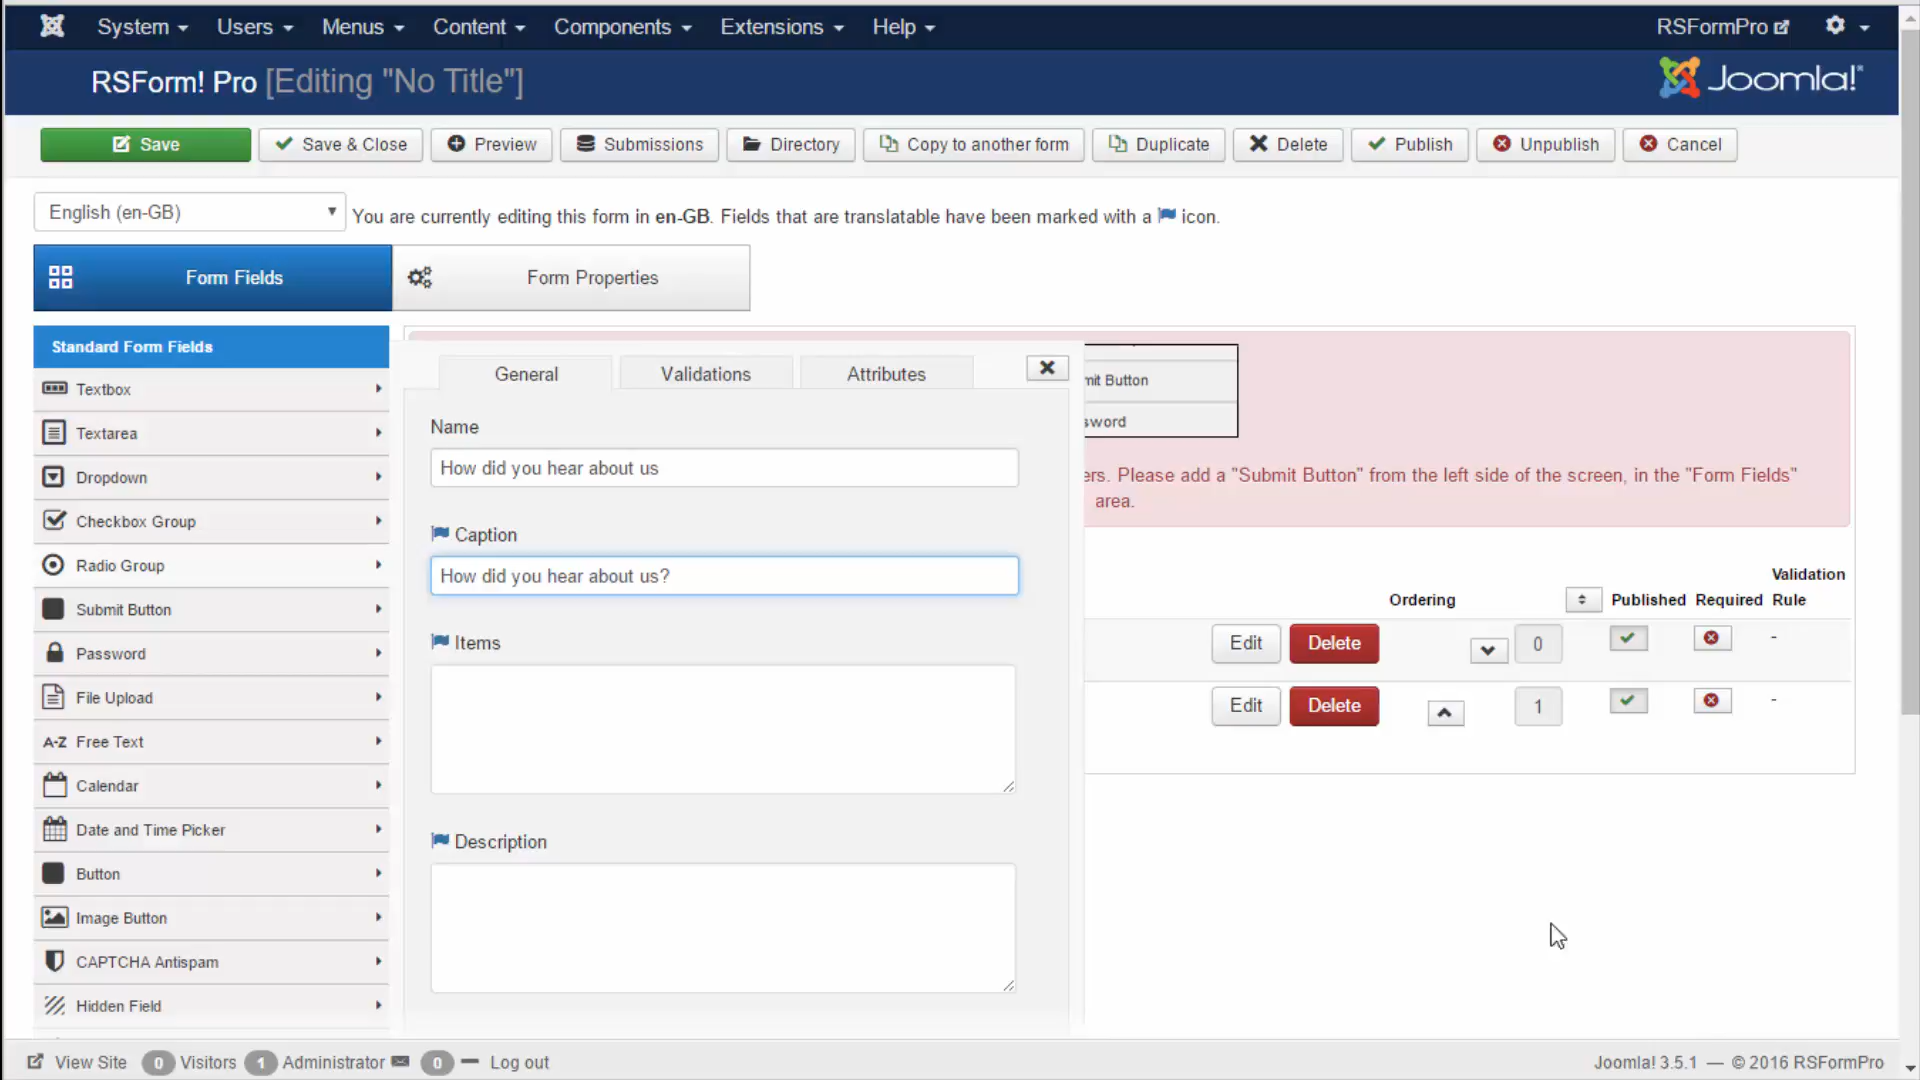 System Users Menus Content Components Extensions Help RSFormPro
RSForm! Pro [Editing "No Title"] Joomla!®
Save Save & Close Preview Submissions Directory Copy to another form Duplicate Delete Publish Unpublish Cancel
English (en-GB) You are currently editing this form in en-GB. Fields that are translatable have been marked with a icon.
Form Fields Form Properties
Standard Form Fields
Textbox
Textarea
Dropdown
Checkbox Group
Radio Group
Submit Button
Password
File Upload
A-Z Free Text
Calendar
Date and Time Picker
Button
Image Button
CAPTCHA Antispam
Hidden Field
General Validations Attributes
Name
How did you hear about us
Caption
How did you hear about us?
Items
Description
mit Button
sword
ers. Please add a "Submit Button" from the left side of the screen, in the "Form Fields"
area.
Ordering Published Required Validation Rule
Edit Delete 0 -
Edit Delete 1 -
View Site 0 Visitors 1 Administrator 0 Log out Joomla! 3.5.1 — © 2016 RSFormPro